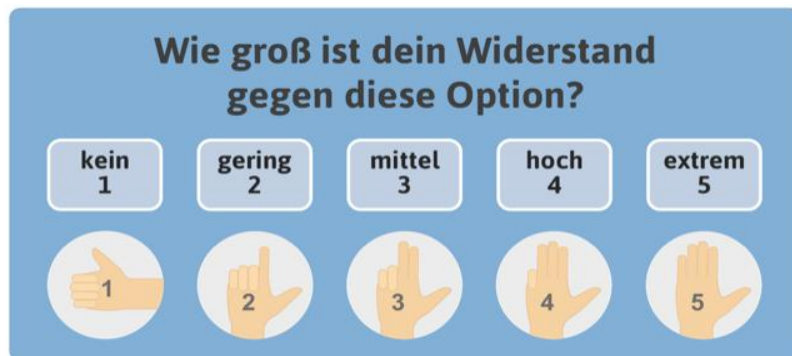 Wie groß ist dein Widerstand
gegen diese Option?
kein
1
gering
2
mittel
3
hoch
4
extrem
5
1
2
3
4
5